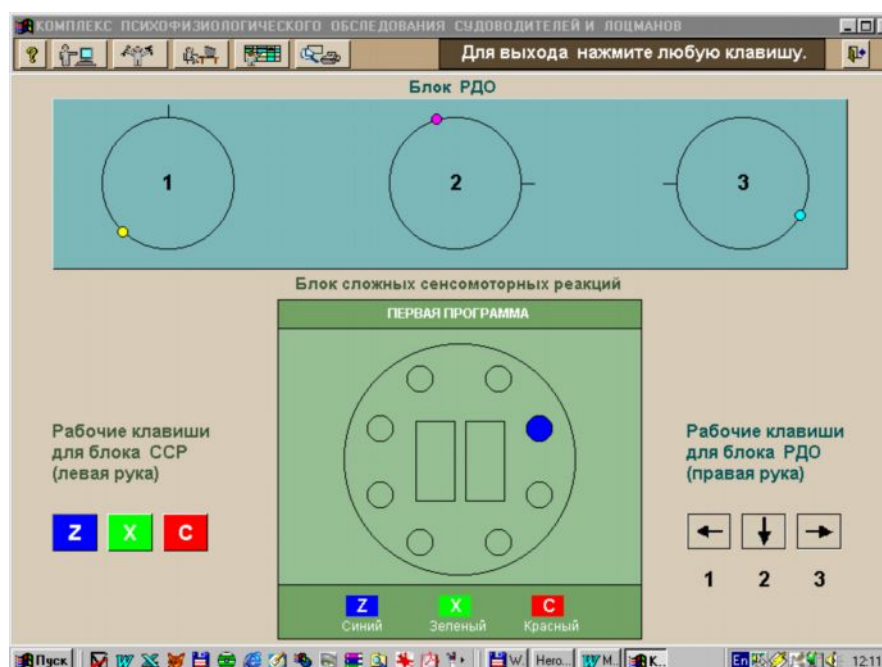 КОМПЛЕКС ПСИХОФИЗИОЛОГИЧЕСКОГО ОБСЛЕДОВАНИЯ СУДОВОДИТЕЛЕЙ И ЛОЦМАНОВ
?
Для выхода нажмите любую клавишу.
Блок РДО
1
2
3
Блок сложных сенсомоторных реакций
ПЕРВАЯ ПРОГРАММА
Рабочие клавиши
для блока ССР
(левая рука)
Z X C
Рабочие клавиши
для блока РДО
(правая рука)
1 2 3
Z X C
Синий Зеленый Красный
Пуск W... Hero... M... К.. En 12:11